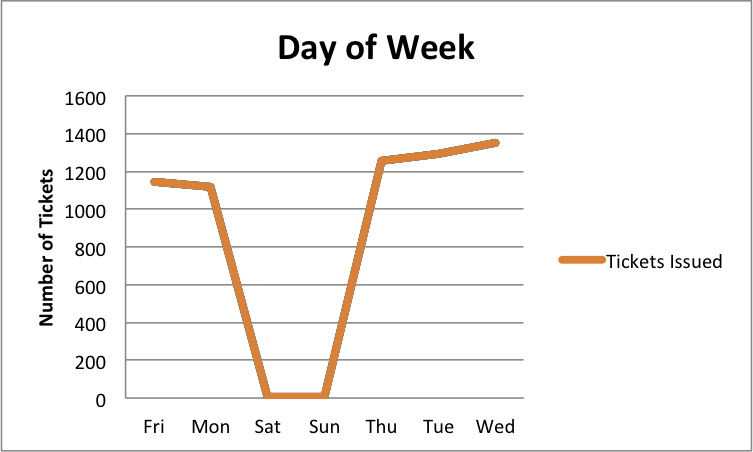 Day of Week
Number of Tickets
1600
1400
1200
1000
800
600
400
200
0
Fri Mon Sat Sun Thu Tue Wed
Tickets Issued